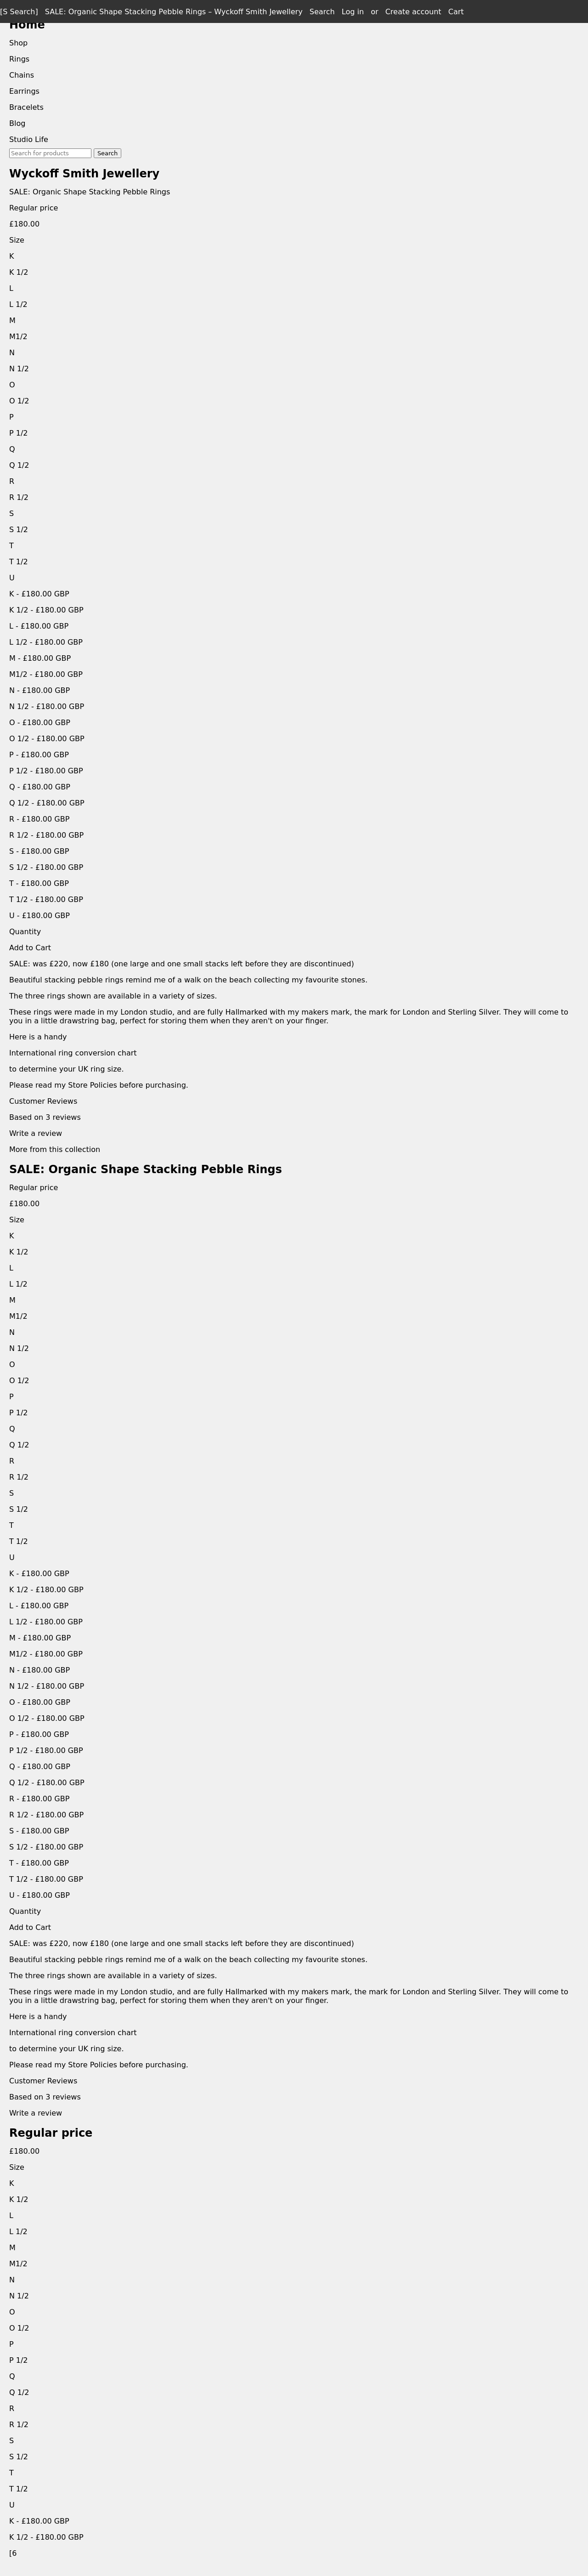 [S Search] SALE: Organic Shape Stacking Pebble Rings – Wyckoff Smith Jewellery Search Log in or Create account Cart
Home
Shop
Rings
Chains
Earrings
Bracelets
Blog
Studio Life
Search for products Search
Wyckoff Smith Jewellery
SALE: Organic Shape Stacking Pebble Rings
Regular price
£180.00
Size
K
K 1/2
L
L 1/2
M
M1/2
N
N 1/2
O
O 1/2
P
P 1/2
Q
Q 1/2
R
R 1/2
S
S 1/2
T
T 1/2
U
K - £180.00 GBP
K 1/2 - £180.00 GBP
L - £180.00 GBP
L 1/2 - £180.00 GBP
M - £180.00 GBP
M1/2 - £180.00 GBP
N - £180.00 GBP
N 1/2 - £180.00 GBP
O - £180.00 GBP
O 1/2 - £180.00 GBP
P - £180.00 GBP
P 1/2 - £180.00 GBP
Q - £180.00 GBP
Q 1/2 - £180.00 GBP
R - £180.00 GBP
R 1/2 - £180.00 GBP
S - £180.00 GBP
S 1/2 - £180.00 GBP
T - £180.00 GBP
T 1/2 - £180.00 GBP
U - £180.00 GBP
Quantity
Add to Cart
SALE: was £220, now £180 (one large and one small stacks left before they are discontinued)
Beautiful stacking pebble rings remind me of a walk on the beach collecting my favourite stones.
The three rings shown are available in a variety of sizes.
These rings were made in my London studio, and are fully Hallmarked with my makers mark, the mark for London and Sterling Silver. They will come to
you in a little drawstring bag, perfect for storing them when they aren't on your finger.
Here is a handy
International ring conversion chart
to determine your UK ring size.
Please read my Store Policies before purchasing.
Customer Reviews
Based on 3 reviews
Write a review
More from this collection
SALE: Organic Shape Stacking Pebble Rings
Regular price
£180.00
Size
K
K 1/2
L
L 1/2
M
M1/2
N
N 1/2
O
O 1/2
P
P 1/2
Q
Q 1/2
R
R 1/2
S
S 1/2
T
T 1/2
U
K - £180.00 GBP
K 1/2 - £180.00 GBP
L - £180.00 GBP
L 1/2 - £180.00 GBP
M - £180.00 GBP
M1/2 - £180.00 GBP
N - £180.00 GBP
N 1/2 - £180.00 GBP
O - £180.00 GBP
O 1/2 - £180.00 GBP
P - £180.00 GBP
P 1/2 - £180.00 GBP
Q - £180.00 GBP
Q 1/2 - £180.00 GBP
R - £180.00 GBP
R 1/2 - £180.00 GBP
S - £180.00 GBP
S 1/2 - £180.00 GBP
T - £180.00 GBP
T 1/2 - £180.00 GBP
U - £180.00 GBP
Quantity
Add to Cart
SALE: was £220, now £180 (one large and one small stacks left before they are discontinued)
Beautiful stacking pebble rings remind me of a walk on the beach collecting my favourite stones.
The three rings shown are available in a variety of sizes.
These rings were made in my London studio, and are fully Hallmarked with my makers mark, the mark for London and Sterling Silver. They will come to
you in a little drawstring bag, perfect for storing them when they aren't on your finger.
Here is a handy
International ring conversion chart
to determine your UK ring size.
Please read my Store Policies before purchasing.
Customer Reviews
Based on 3 reviews
Write a review
Regular price
£180.00
Size
K
K 1/2
L
L 1/2
M
M1/2
N
N 1/2
O
O 1/2
P
P 1/2
Q
Q 1/2
R
R 1/2
S
S 1/2
T
T 1/2
U
K - £180.00 GBP
K 1/2 - £180.00 GBP
[6